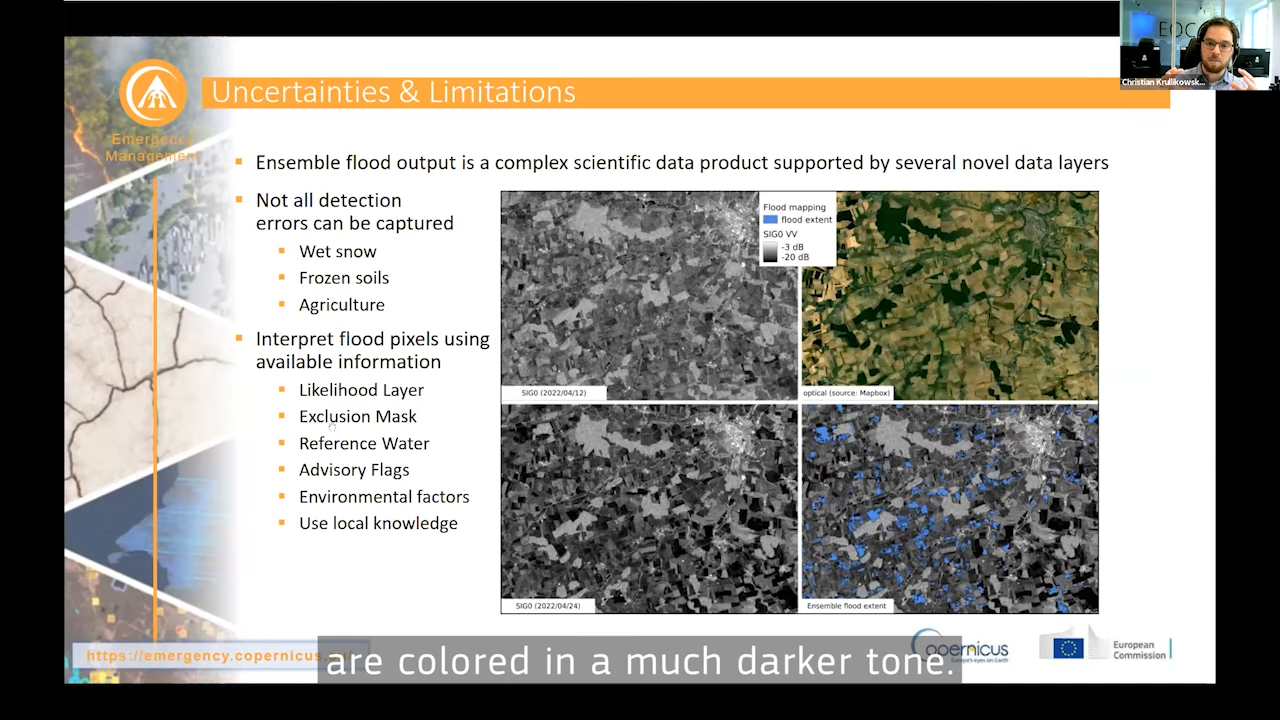 EOC
Christian Krullikowsk...
Uncertainties & Limitations
Emergency
Management
Ensemble flood output is a complex scientific data product supported by several novel data layers
Not all detection
errors can be captured
Wet snow
Frozen soils
Agriculture
Interpret flood pixels using
available information
Likelihood Layer
Exclusion Mask
Reference Water
Advisory Flags
Environmental factors
Use local knowledge
Flood mapping
flood extent
SIG0 VV
-3 dB
-20 dB
SIG0 (2022/04/12)
optical (source: Mapbox)
SIG0 (2022/04/24)
Ensemble flood extent
https://emergency.copernicus.
opernicus
Europe's eyes on Earth
European
Commission
are colored in a much darker tone.